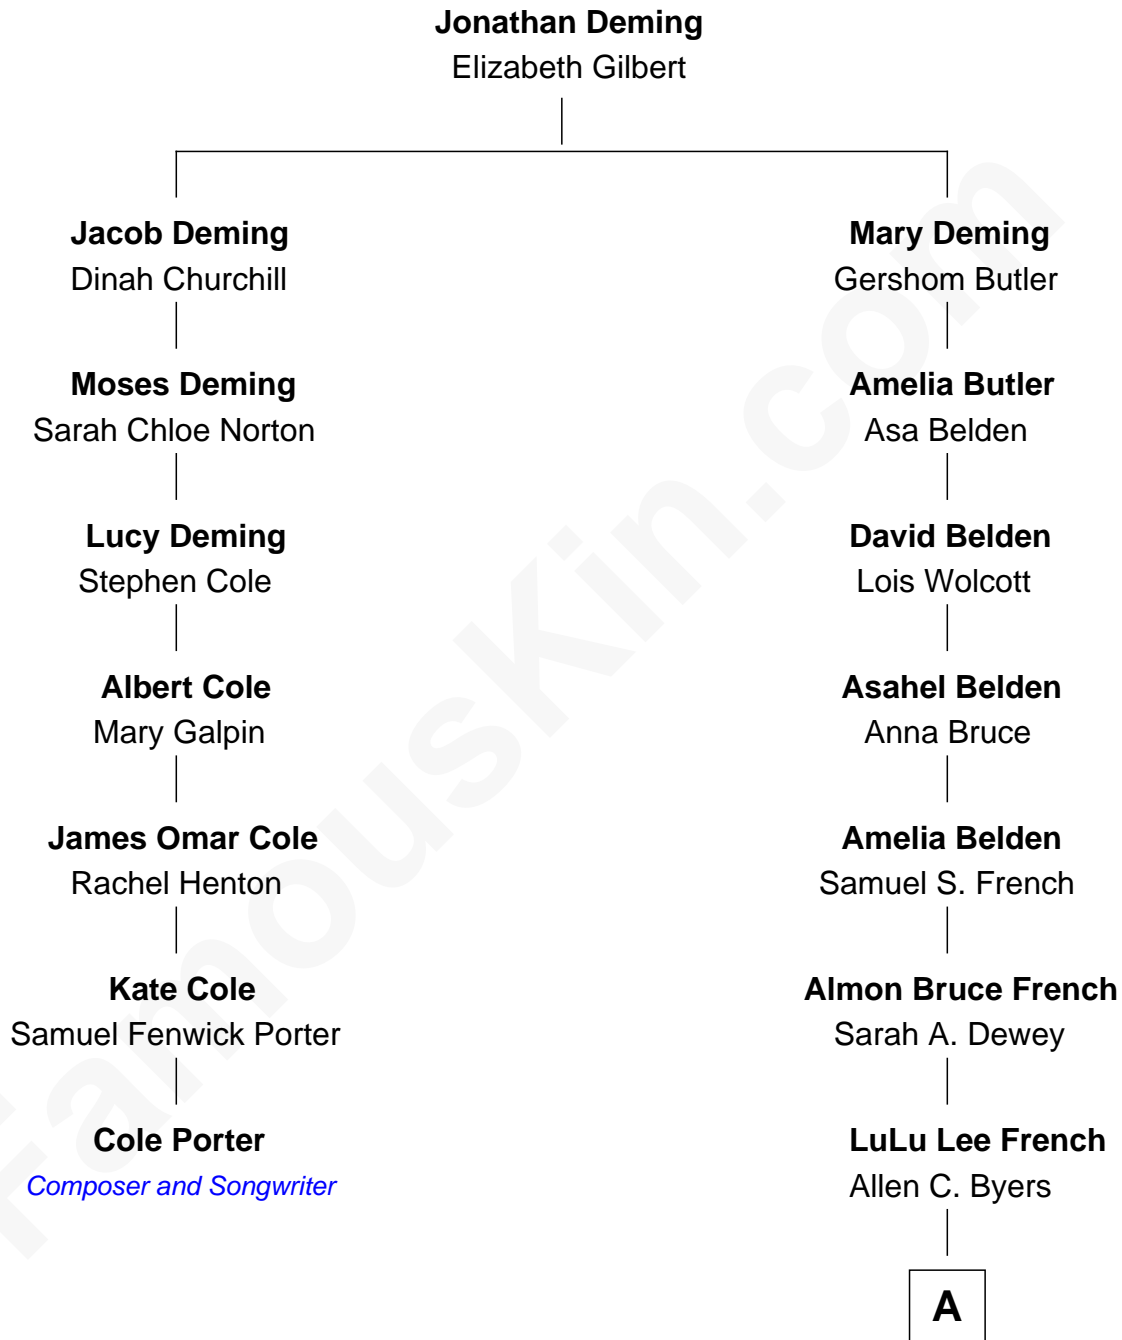 Jonathan Deming
Elizabeth Gilbert
Jacob Deming
Dinah Churchill
Moses Deming
Sarah Chloe Norton
Lucy Deming
Stephen Cole
Albert Cole
Mary Galpin
James Omar Cole
Rachel Henton
Kate Cole
Samuel Fenwick Porter
Cole Porter
Composer and Songwriter
Mary Deming
Gershom Butler
Amelia Butler
Asa Belden
David Belden
Lois Wolcott
Asahel Belden
Anna Bruce
Amelia Belden
Samuel S. French
Almon Bruce French
Sarah A. Dewey
LuLu Lee French
Allen C. Byers
A
FamousKin.com